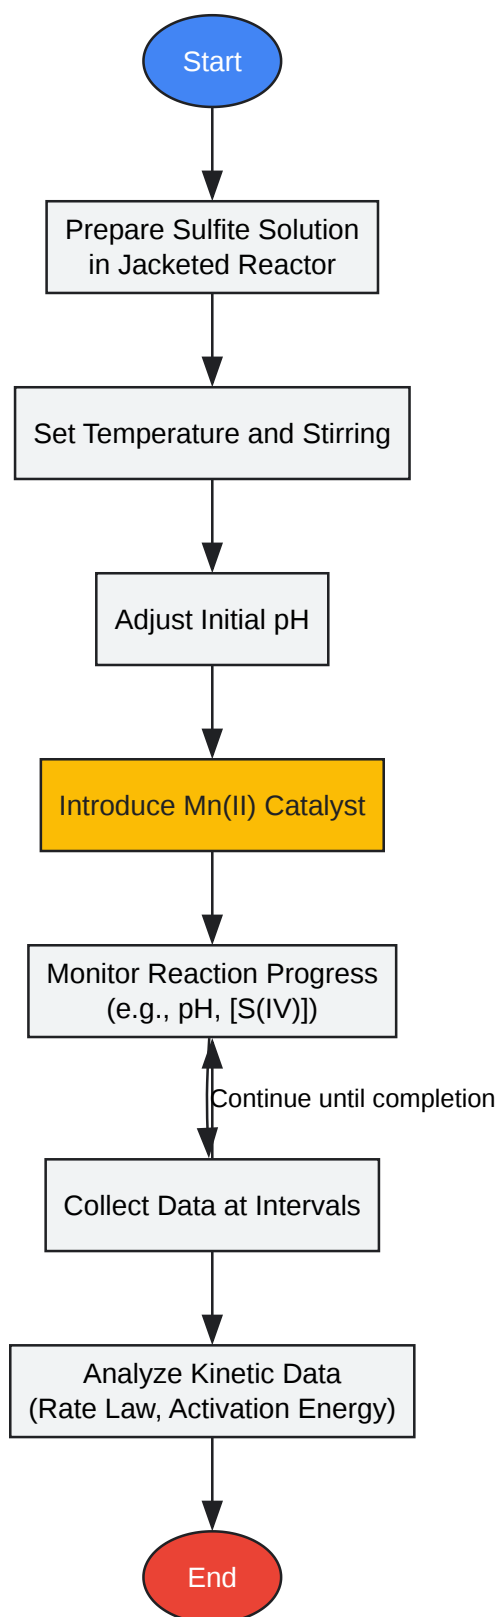 Start
Prepare Sulfite Solution
in Jacketed Reactor
Set Temperature and Stirring
Adjust Initial pH
Introduce Mn(II) Catalyst
Monitor Reaction Progress
(e.g., pH, [S(IV)])
Continue until completion
Collect Data at Intervals
Analyze Kinetic Data
(Rate Law, Activation Energy)
End